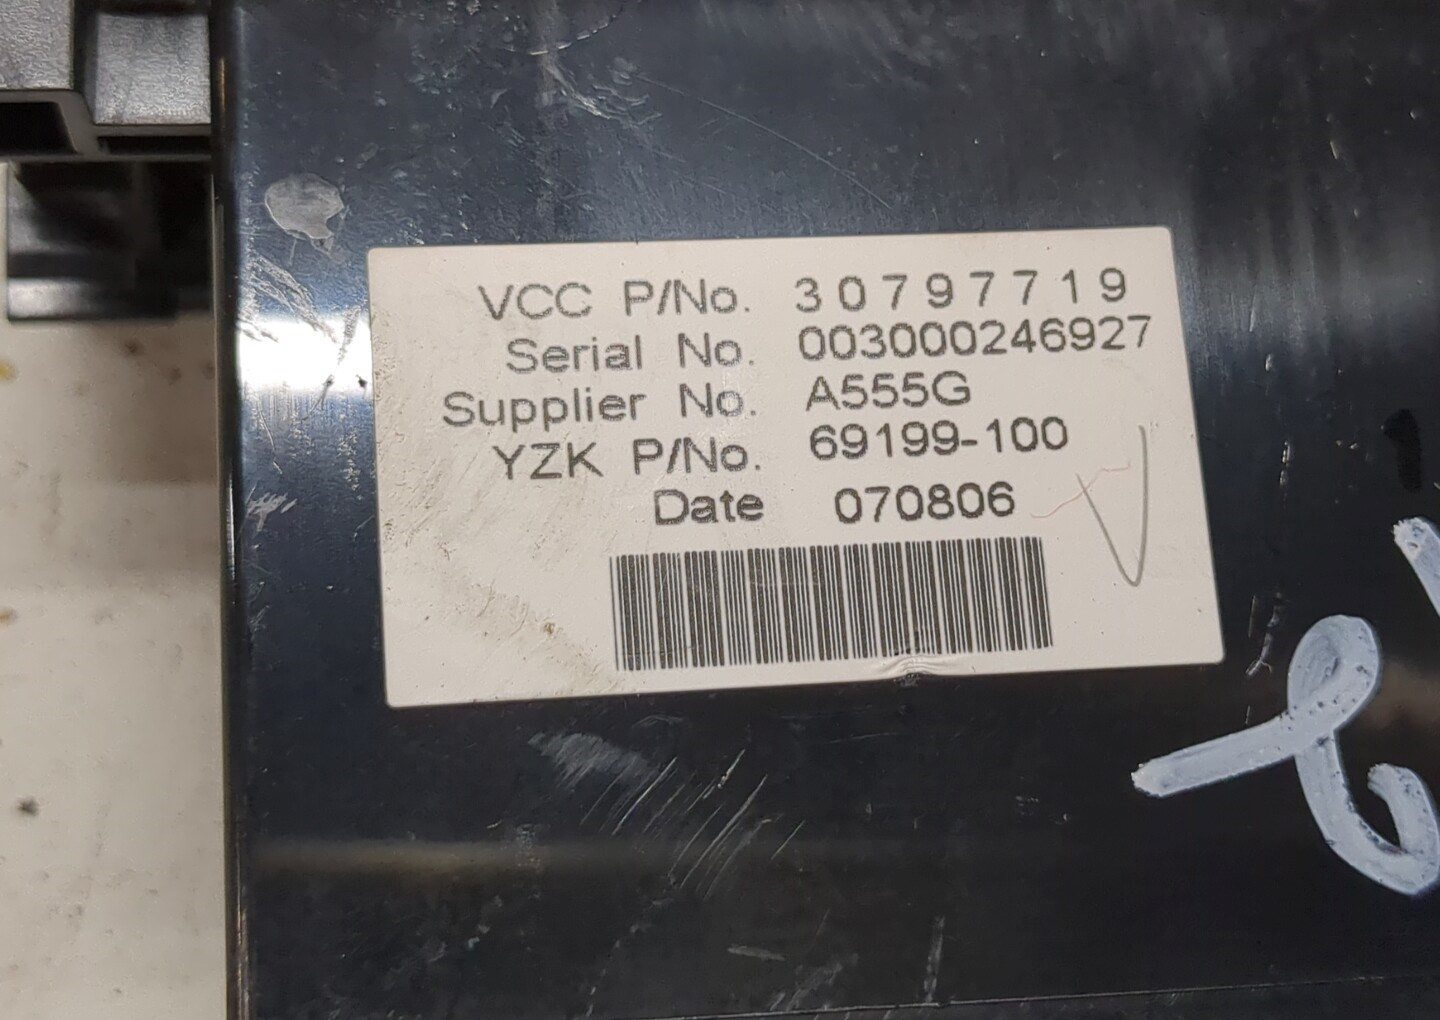 VCC P/No. 30797719
Serial No. 003000246927
Supplier No. A555G
YZK P/No. 69199-100
Date 070806